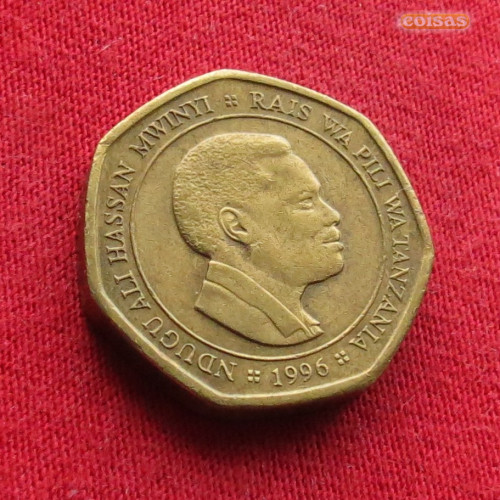 NDUGU ALI HASSAN MWINYI RAIS WA PILI WA TANZANIA
1996
eoisas